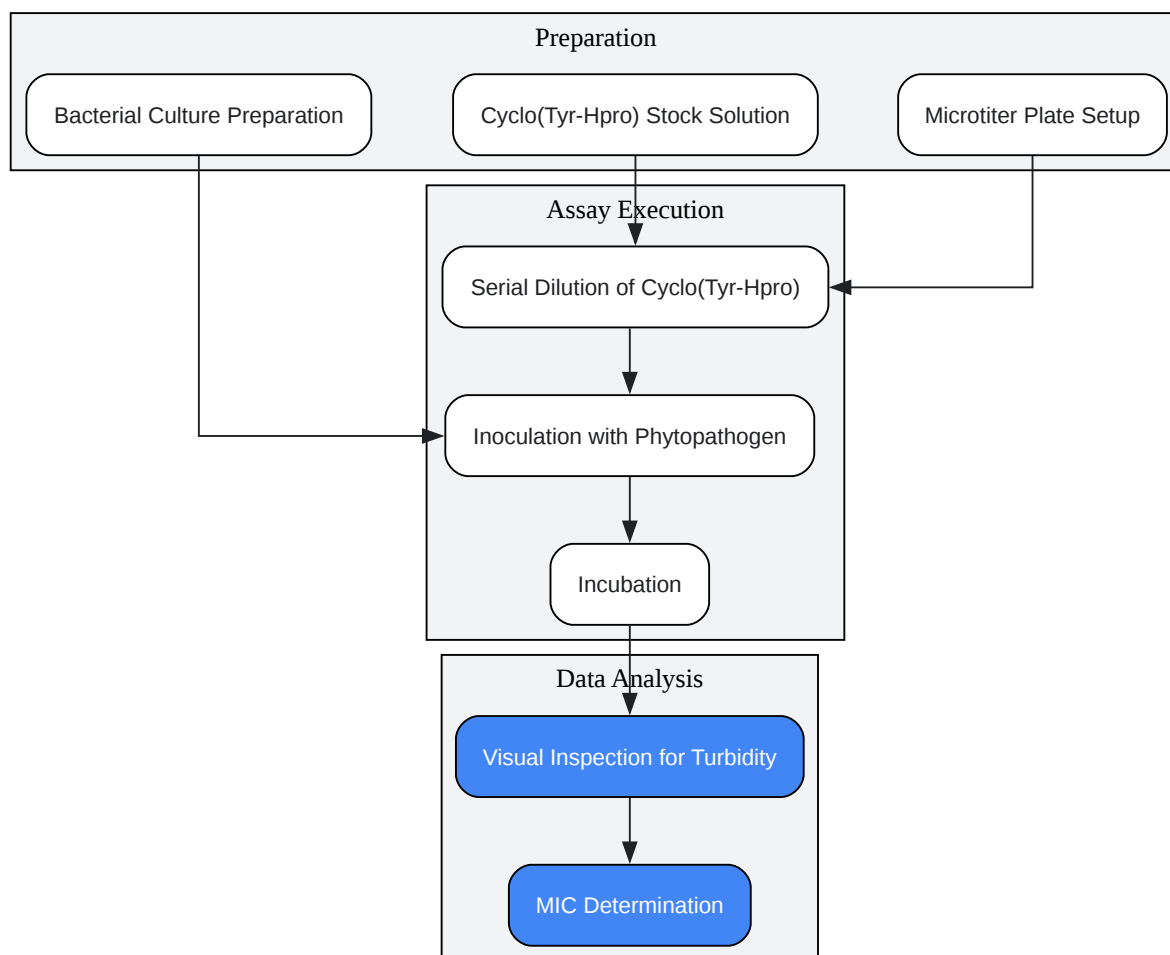 Preparation
Bacterial Culture Preparation
Cyclo(Tyr-Hpro) Stock Solution
Microtiter Plate Setup
Assay Execution
Serial Dilution of Cyclo(Tyr-Hpro)
Inoculation with Phytopathogen
Incubation
Data Analysis
Visual Inspection for Turbidity
MIC Determination